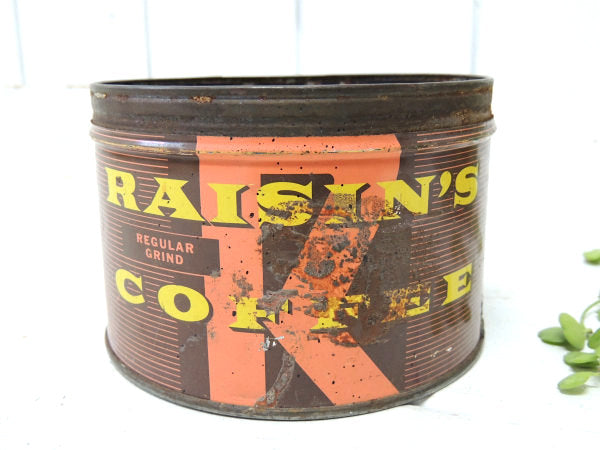 RAISIN'S
REGULAR
GRIND
COFFEE
R